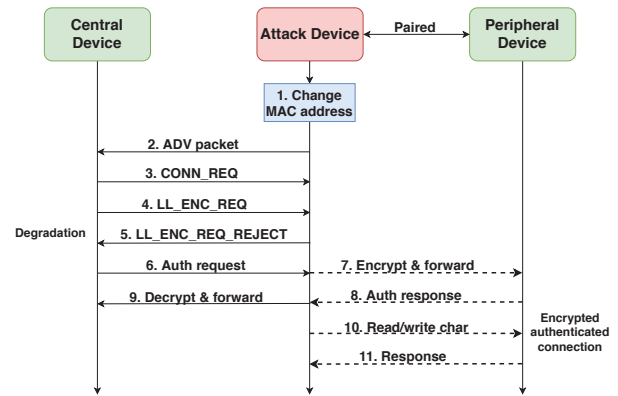 Central
Device
Attack Device
Paired
Peripheral
Device
1. Change
MAC address
2. ADV packet
3. CONN_REQ
4. LL_ENC_REQ
Degradation
5. LL_ENC_REQ_REJECT
6. Auth request
7. Encrypt & forward
9. Decrypt & forward
8. Auth response
10. Read/write char
Encrypted
authenticated
connection
11. Response